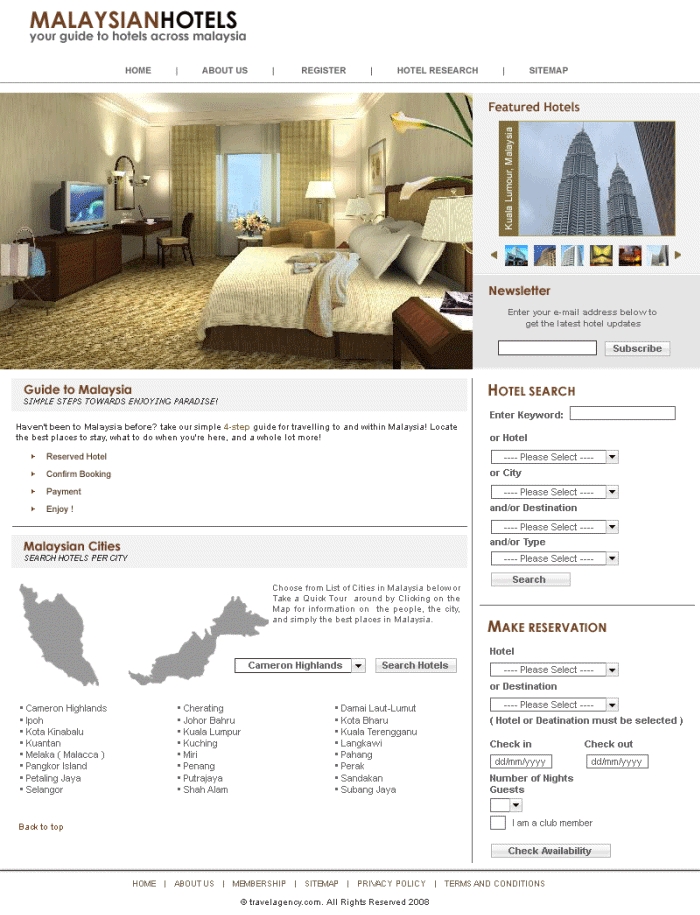 MALAYSIANHOTELS
your guide to hotels across malaysia
HOME | ABOUT US | REGISTER | HOTEL RESEARCH | SITEMAP
Featured Hotels
Kuala Lumour, Malaysia
Newsletter
Enter your e-mail address below to
get the latest hotel updates
Subscribe
Guide to Malaysia
SIMPLE STEPS TOWARDS ENJOYING PARADISE!
Haven't been to Malaysia before? take our simple 4-step guide for travelling to and within Malaysia! Locate
the best places to stay, what to do when you're here, and a whole lot more!
Reserved Hotel
Confirm Booking
Payment
Enjoy !
Malaysian Cities
SEARCH HOTELS PER CITY
Choose from List of Cities in Malaysia below or
Take a Quick Tour around by Clicking on the
Map for information on the people, the city,
and simply the best places in Malaysia.
Cameron Highlands Search Hotels
▪ Cameron Highlands ▪ Cherating ▪ Damai Laut-Lumut
▪ Ipoh ▪ Johor Bahru ▪ Kota Bharu
▪ Kota Kinabalu ▪ Kuala Lumpur ▪ Kuala Terengganu
▪ Kuantan ▪ Kuching ▪ Langkawi
▪ Melaka ( Malacca ) ▪ Miri ▪ Pahang
▪ Pangkor Island ▪ Penang ▪ Perak
▪ Petaling Jaya ▪ Putrajaya ▪ Sandakan
▪ Selangor ▪ Shah Alam ▪ Subang Jaya
Back to top
HOTEL SEARCH
Enter Keyword:
or Hotel
---- Please Select ----
or City
---- Please Select ----
and/or Destination
---- Please Select ----
and/or Type
---- Please Select ----
Search
MAKE RESERVATION
Hotel
---- Please Select ----
or Destination
---- Please Select ----
( Hotel or Deatination must be selected )
Check in Check out
dd/mm/yyyy dd/mm/yyyy
Number of Nights
Guests
I am a club member
Check Availability
HOME | ABOUT US | MEMBERSHIP | SITEMAP | PRIVACY POLICY | TERMS AND CONDITIONS
© travelagency.com. All Rights Reserved 2008